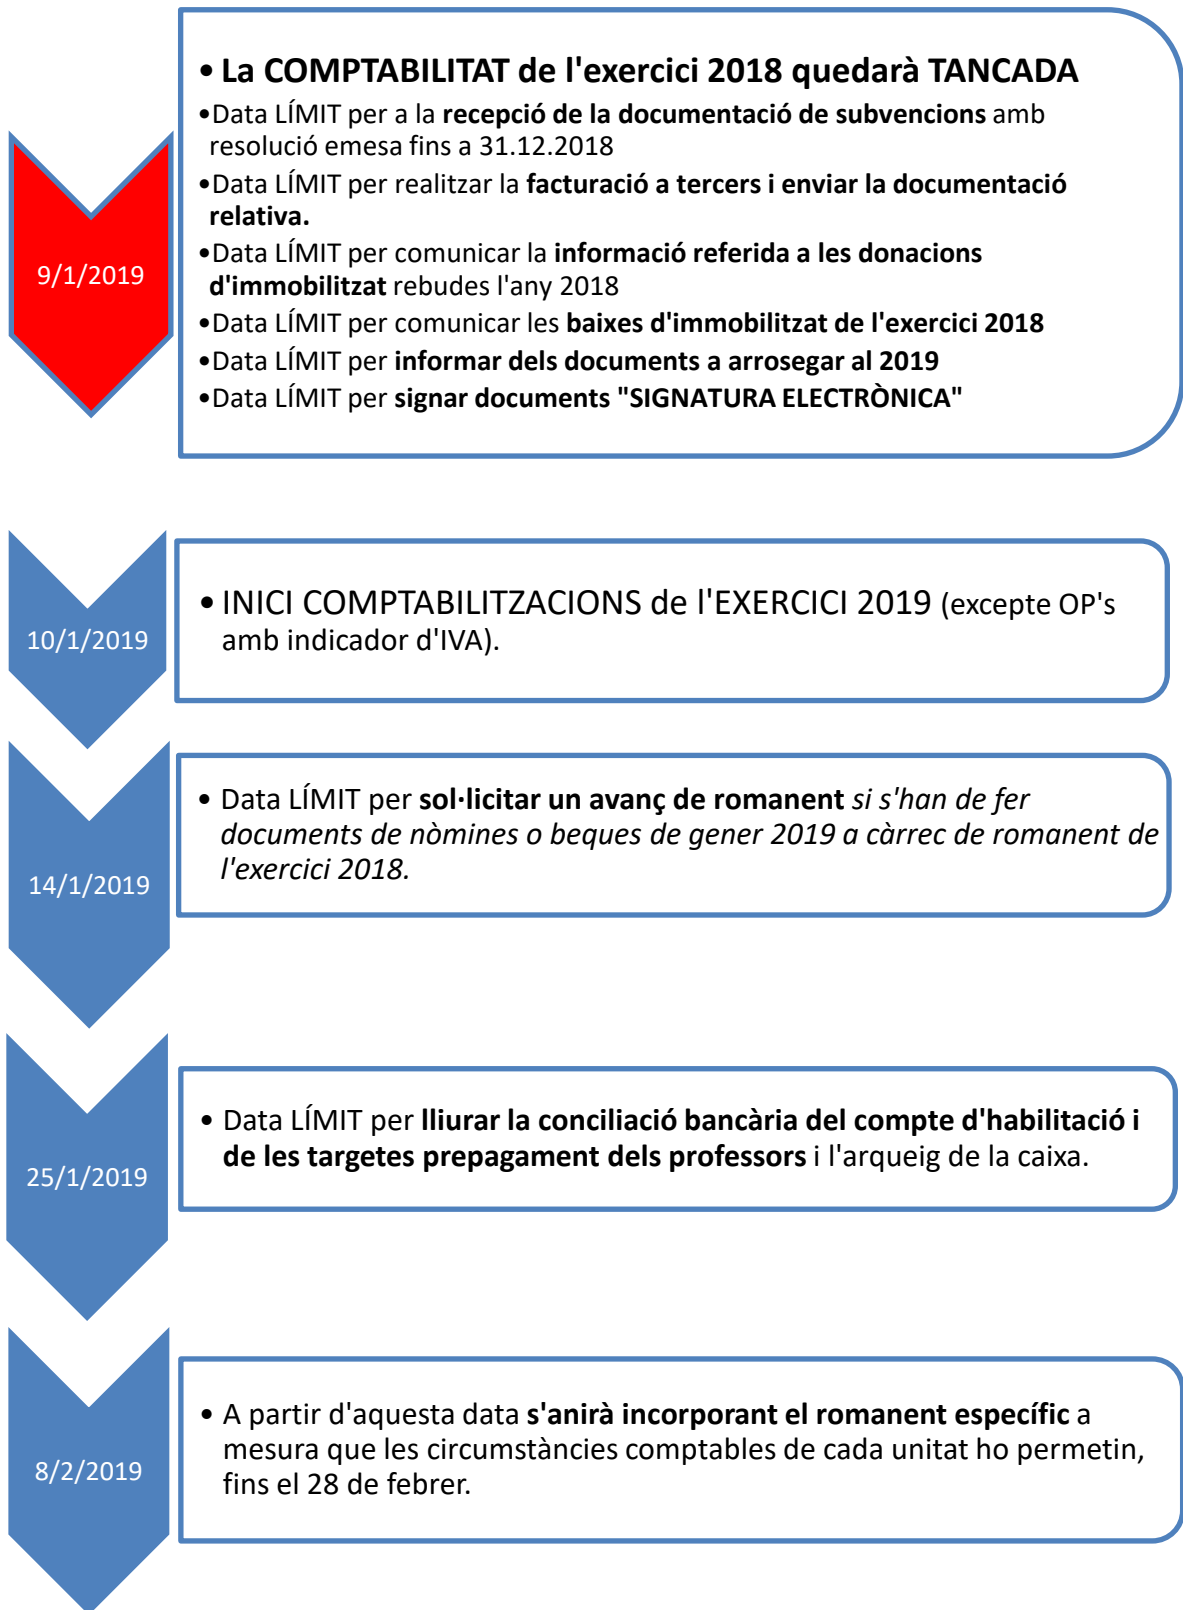 • La COMPTABILITAT de l'exercici 2018 quedarà TANCADA
•Data LÍMIT per a la recepció de la documentació de subvencions amb
resolució emesa fins a 31.12.2018
•Data LÍMIT per realitzar la facturació a tercers i enviar la documentació
relativa.
9/1/2019
•Data LÍMIT per comunicar la informació referida a les donacions
d'immobilitzat rebudes l'any 2018
•Data LÍMIT per comunicar les baixes d'immobilitzat de l'exercici 2018
•Data LÍMIT per informar dels documents a arrosegar al 2019
•Data LÍMIT per signar documents "SIGNATURA ELECTRÒNICA"
10/1/2019
• INICI COMPTABILITZACIONS de l'EXERCICI 2019 (excepte OP's
amb indicador d'IVA).
14/1/2019
• Data LÍMIT per sol·licitar un avanç de romanent si s'han de fer
documents de nòmines o beques de gener 2019 a càrrec de romanent de
l'exercici 2018.
25/1/2019
• Data LÍMIT per lliurar la conciliació bancària del compte d'habilitació i
de les targetes prepagament dels professors i l'arqueig de la caixa.
8/2/2019
• A partir d'aquesta data s'anirà incorporant el romanent específic a
mesura que les circumstàncies comptables de cada unitat ho permetin,
fins el 28 de febrer.